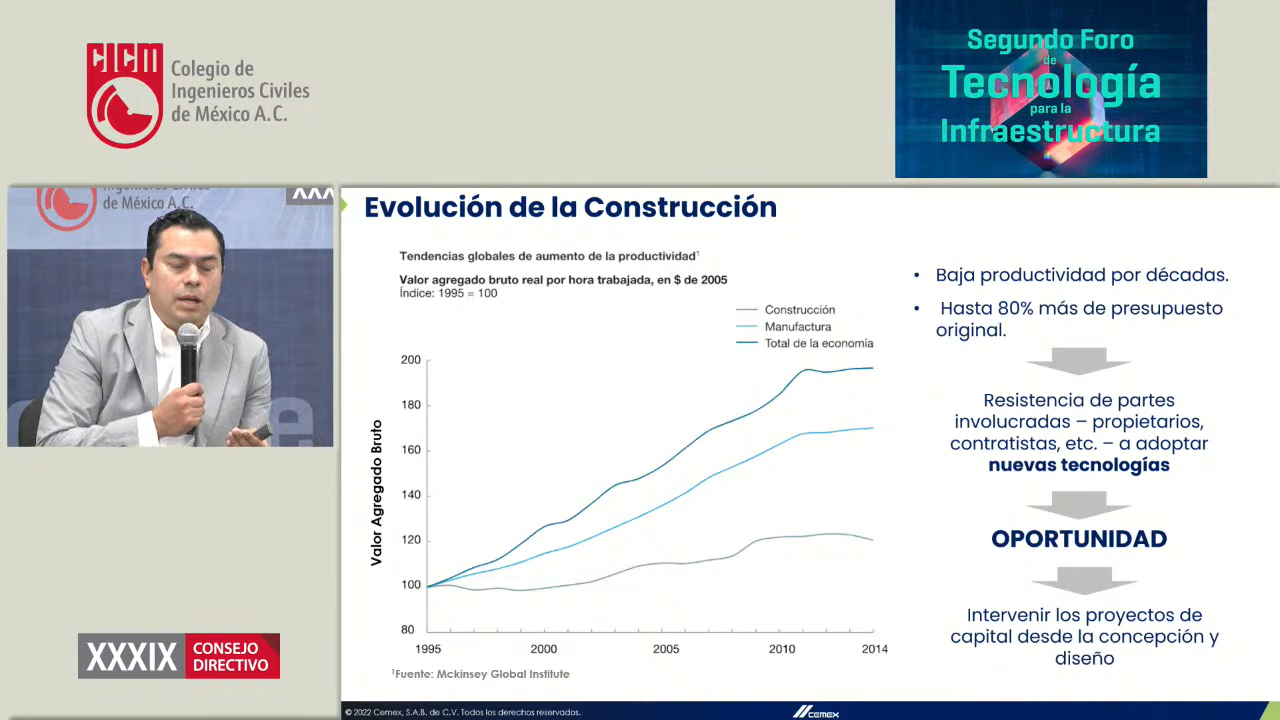 CICM
Colegio de
Ingenieros Civiles
de México A.C.
Segundo Foro
de
Tecnología
para la
Infraestructura
Ingenieros Civiles
de México A.C.
XXX
Evolución de la Construcción
Tendencias globales de aumento de la productividad¹
Valor agregado bruto real por hora trabajada, en $ de 2005
Índice: 1995 = 100
Construcción
Manufactura
Total de la economía
Valor Agregado Bruto
200
180
160
140
120
100
80
1995
2000
2005
2010
2014
¹Fuente: Mckinsey Global Institute
• Baja productividad por décadas.
• Hasta 80% más de presupuesto
original.
Resistencia de partes
involucradas – propietarios,
contratistas, etc. – a adoptar
nuevas tecnologías
OPORTUNIDAD
Intervenir los proyectos de
capital desde la concepción y
diseño
XXXIX
CONSEJO
DIRECTIVO
© 2022 Cemex, S.A.B. de C.V. Todos los derechos reservados.
CEMEX